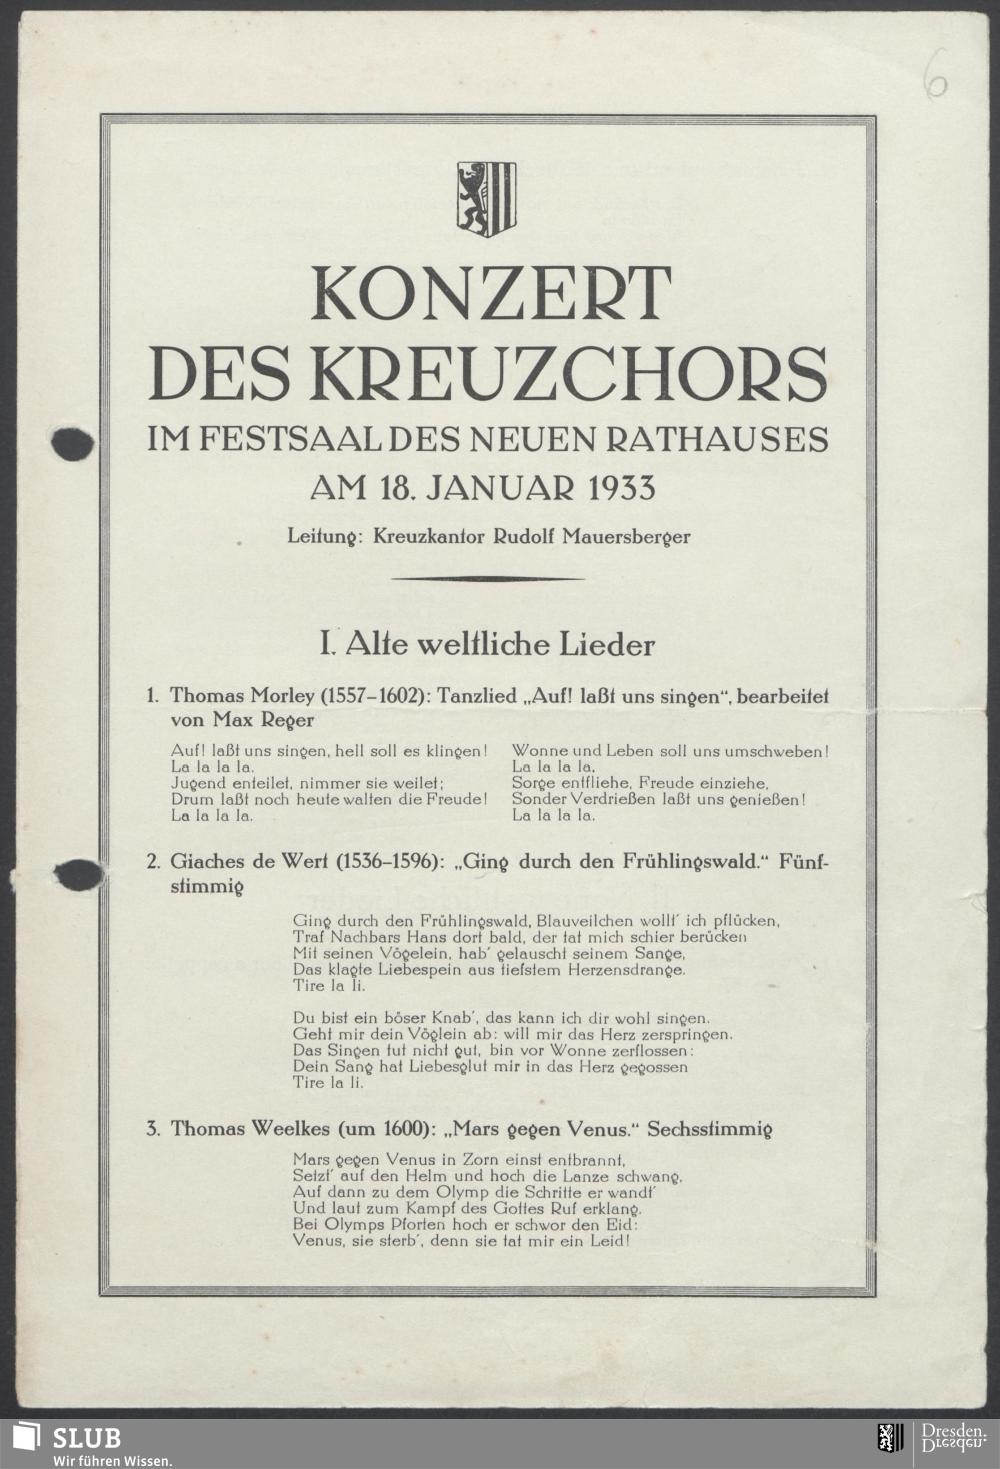 6
KONZERT
DES KREUZCHORS
IM FESTSAAL DES NEUEN RATHAUSES
AM 18. JANUAR 1933
Leitung: Kreuzkantor Rudolf Mauersberger
I. Alte weltliche Lieder
1. Thomas Morley (1557–1602): Tanzlied „Auf! laßt uns singen“, bearbeitet
von Max Reger
Auf! laßt uns singen, hell soll es klingen!
La la la la.
Jugend enteilet, nimmer sie weilet;
Drum laßt noch heute walten die Freude!
La la la la.
Wonne und Leben soll uns umschweben!
La la la la.
Sorge entfliehe, Freude einziehe,
Sonder Verdrießen laßt uns genießen!
La la la la.
2. Giaches de Wert (1536–1596): „Ging durch den Frühlingswald.“ Fünf-
stimmig
Ging durch den Frühlingswald, Blauveilchen wollt’ ich pflücken,
Traf Nachbars Hans dort bald, der tat mich schier berücken
Mit seinen Vögelein, hab’ gelauscht seinem Sange,
Das klagte Liebespein aus tiefstem Herzensdrange.
Tire la li.
Du bist ein böser Knab’, das kann ich dir wohl singen.
Geht mir dein Vöglein ab: will mir das Herz zerspringen.
Das Singen tut nicht gut, bin vor Wonne zerflossen:
Dein Sang hat Liebesglut mir in das Herz gegossen
Tire la li.
3. Thomas Weelkes (um 1600): „Mars gegen Venus.“ Sechsstimmig
Mars gegen Venus in Zorn einst entbrannt,
Setzt’ auf den Helm und hoch die Lanze schwang,
Auf dann zu dem Olymp die Schritte er wandt’
Und laut zum Kampf des Gottes Ruf erklang.
Bei Olymps Pforten hoch er schwor den Eid:
Venus, sie sterb’, denn sie tat mir ein Leid!
SLUB
Wir führen Wissen.
Dresden.
Dresden.